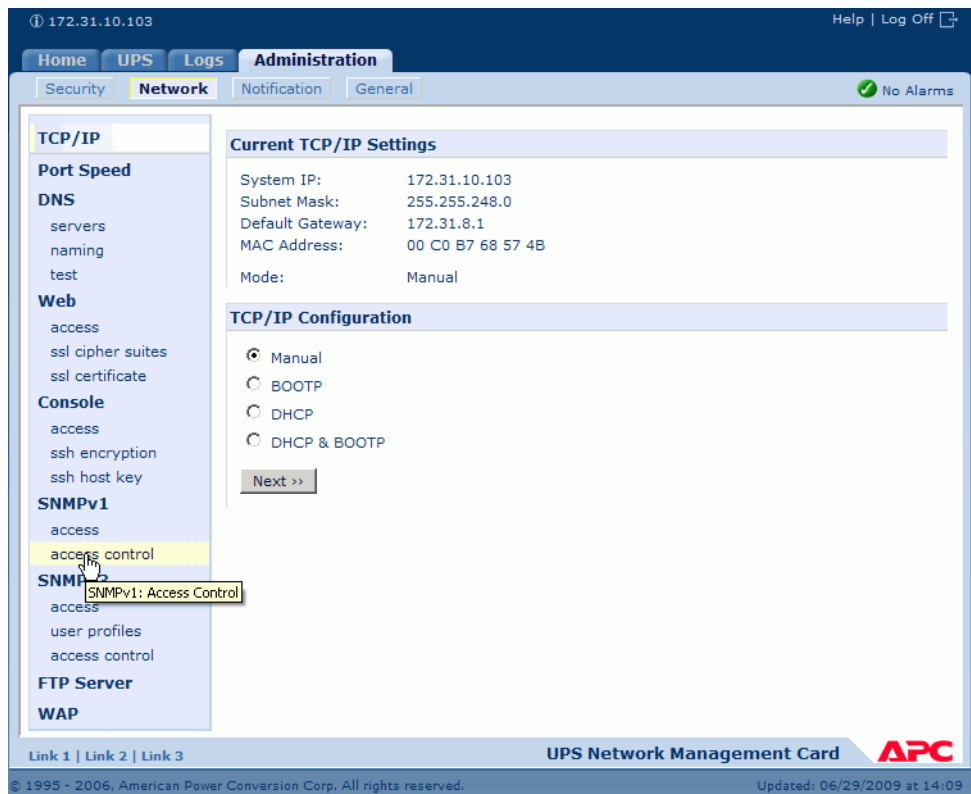 172.31.10.103
Help | Log Off
Home UPS Logs Administration
Security Network Notification General
No Alarms
TCP/IP
Port Speed
DNS
servers
naming
test
Web
access
ssl cipher suites
ssl certificate
Console
access
ssh encryption
ssh host key
SNMPv1
access
access control
SNMPv1: Access Control
access
user profiles
access control
FTP Server
WAP
Current TCP/IP Settings
System IP: 172.31.10.103
Subnet Mask: 255.255.248.0
Default Gateway: 172.31.8.1
MAC Address: 00 C0 B7 68 57 4B
Mode: Manual
TCP/IP Configuration
Manual
BOOTP
DHCP
DHCP & BOOTP
Next >>
Link 1 | Link 2 | Link 3
UPS Network Management Card
APC
© 1995 - 2006, American Power Conversion Corp. All rights reserved.
Updated: 06/29/2009 at 14:09